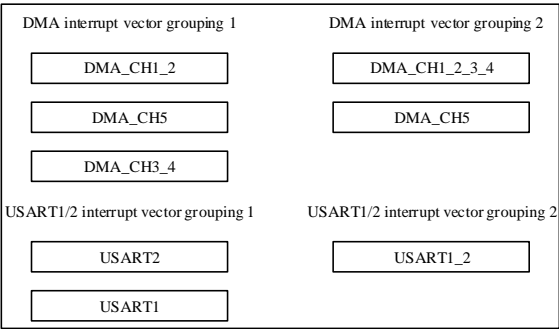 DMA interrupt vector grouping 1
DMA interrupt vector grouping 2
DMA_CH1_2
DMA_CH1_2_3_4
DMA_CH5
DMA_CH5
DMA_CH3_4
USART1/2 interrupt vector grouping 1
USART1/2 interrupt vector grouping 2
USART2
USART1_2
USART1